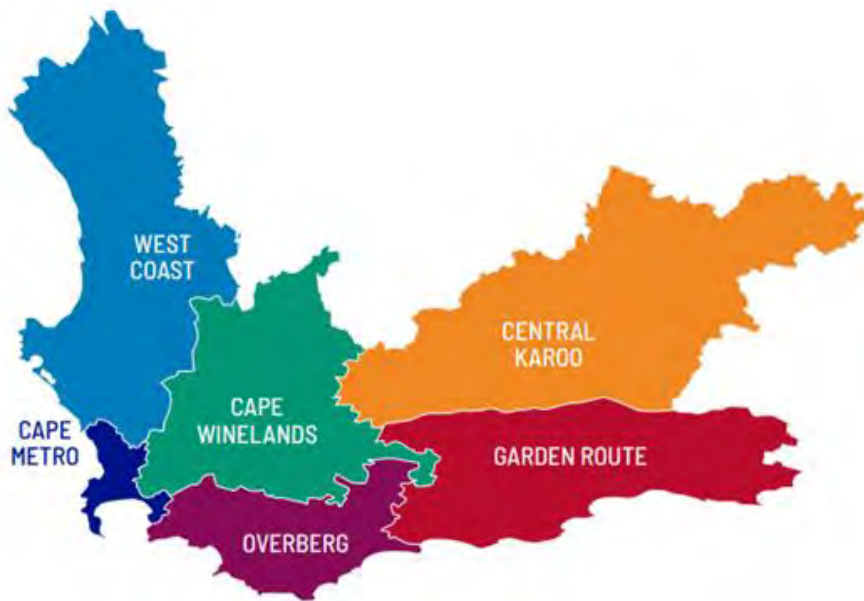 WEST
COAST
CENTRAL
KAROO
CAPE
WINELANDS
CAPE
METRO
GARDEN ROUTE
OVERBERG